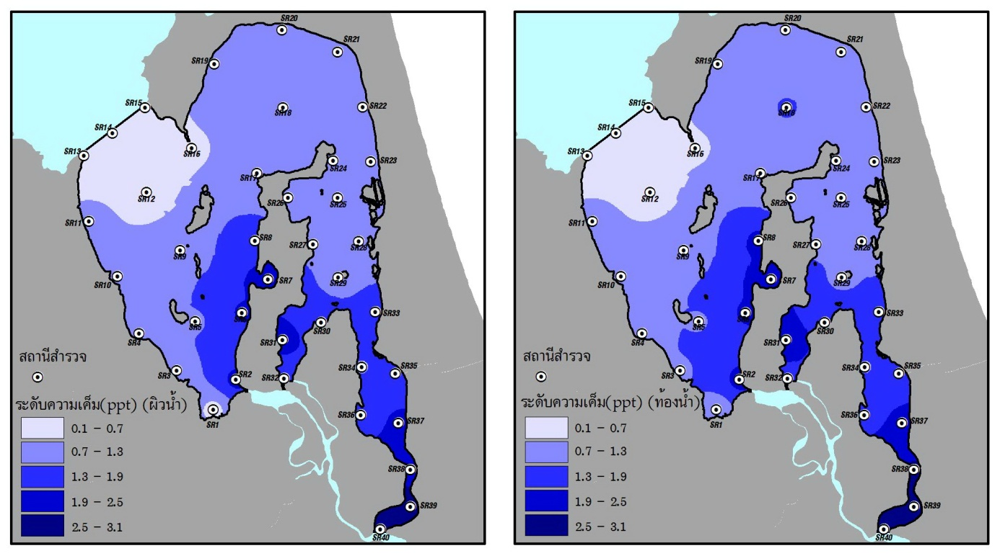 SR20
SR21
SR19
SR15
SR18
SR22
SR14
SR13
SR16
SR24
SR23
SR17
SR12
SR26
SR25
SR11
SR8
SR27
SR28
SR9
SR10
SR7
SR29
SR5
SR33
SR30
SR4
SR31
สถานีสำรวจ
SR3
SR2
SR32
SR34
SR35
ระดับความเค็ม(ppt) (ผิวน้ำ)
SR1
SR36
SR37
0.1 - 0.7
0.7 - 1.3
1.3 - 1.9
1.9 - 2.5
2.5 - 3.1
SR38
SR39
SR40
SR20
SR21
SR19
SR15
SR18
SR22
SR14
SR13
SR16
SR24
SR23
SR17
SR12
SR26
SR25
SR11
SR8
SR27
SR28
SR9
SR10
SR7
SR29
SR5
SR33
SR30
SR4
SR31
สถานีสำรวจ
SR3
SR2
SR32
SR34
SR35
ระดับความเค็ม(ppt) (ท้องน้ำ)
SR1
SR36
SR37
0.1 - 0.7
0.7 - 1.3
1.3 - 1.9
1.9 - 2.5
2.5 - 3.1
SR38
SR39
SR40